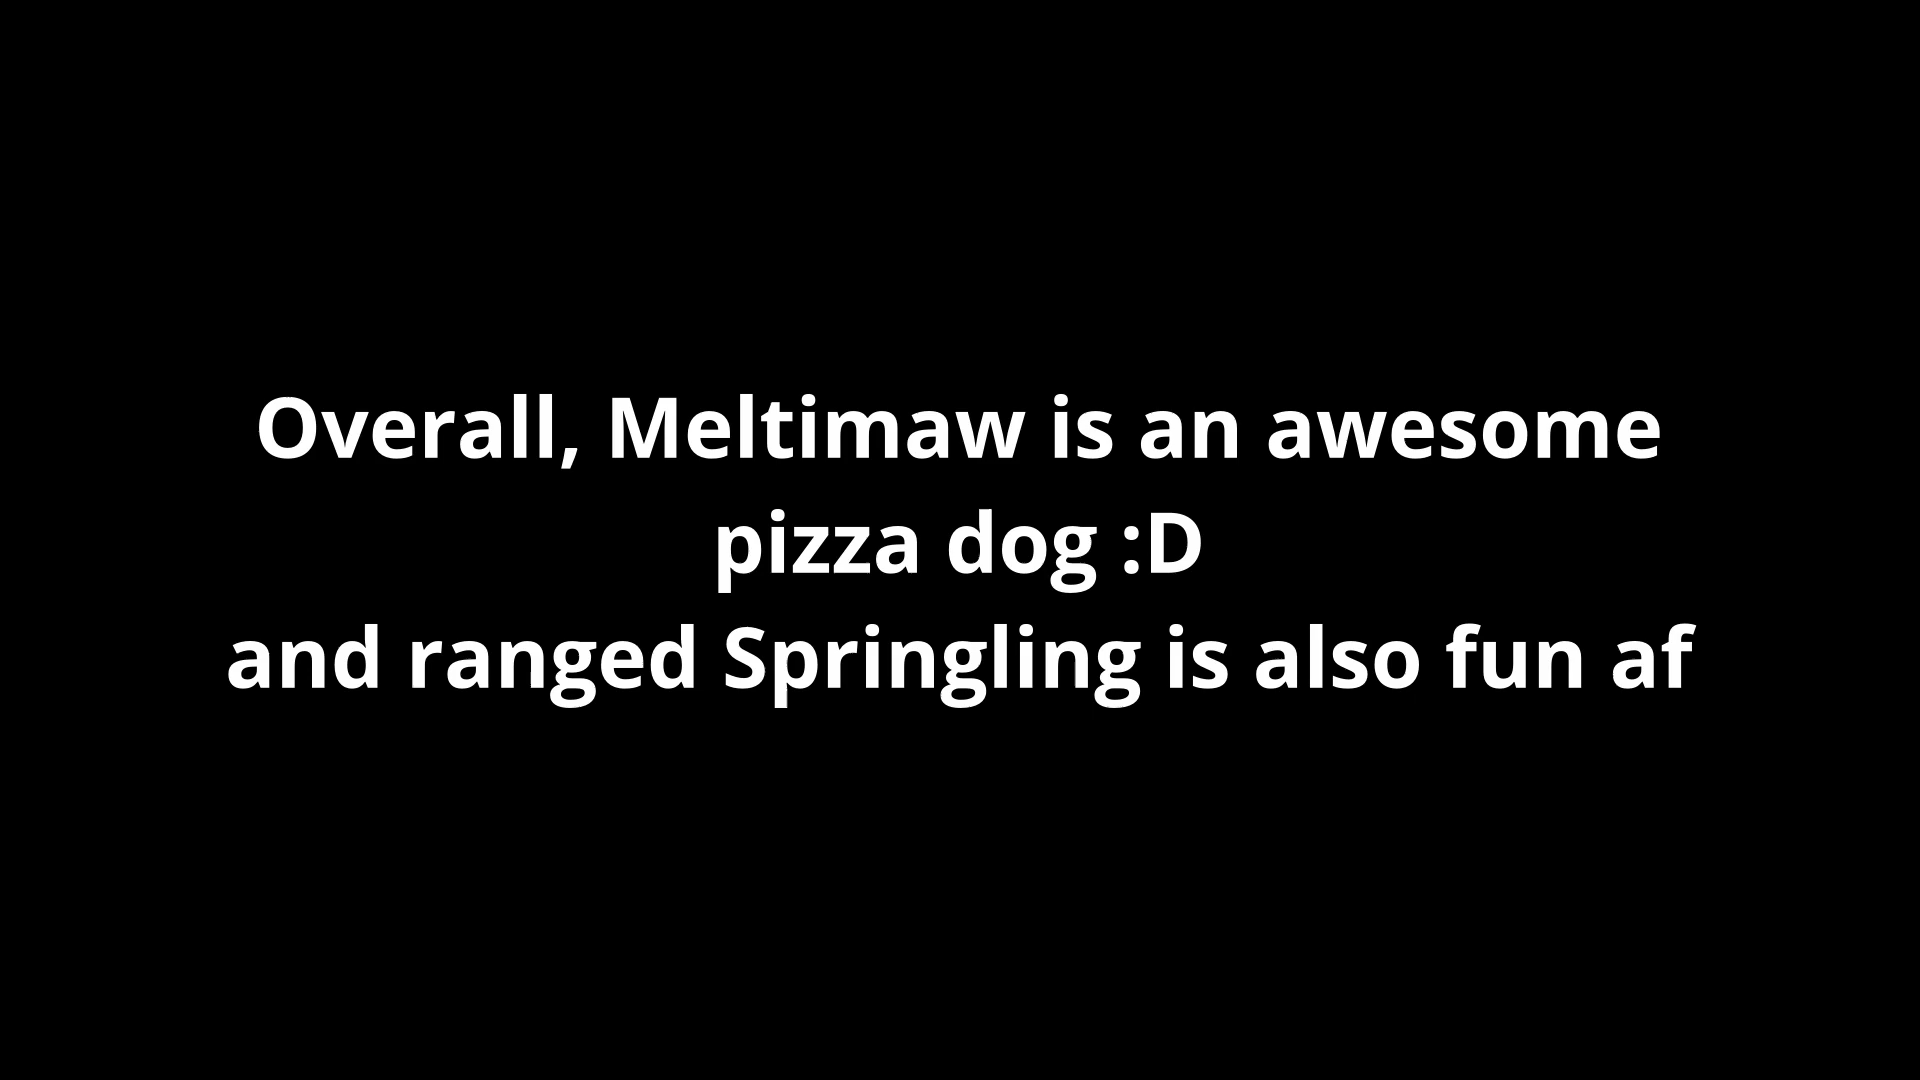 Overall, Meltimaw is an awesome
pizza dog :D
and ranged Springling is also fun af